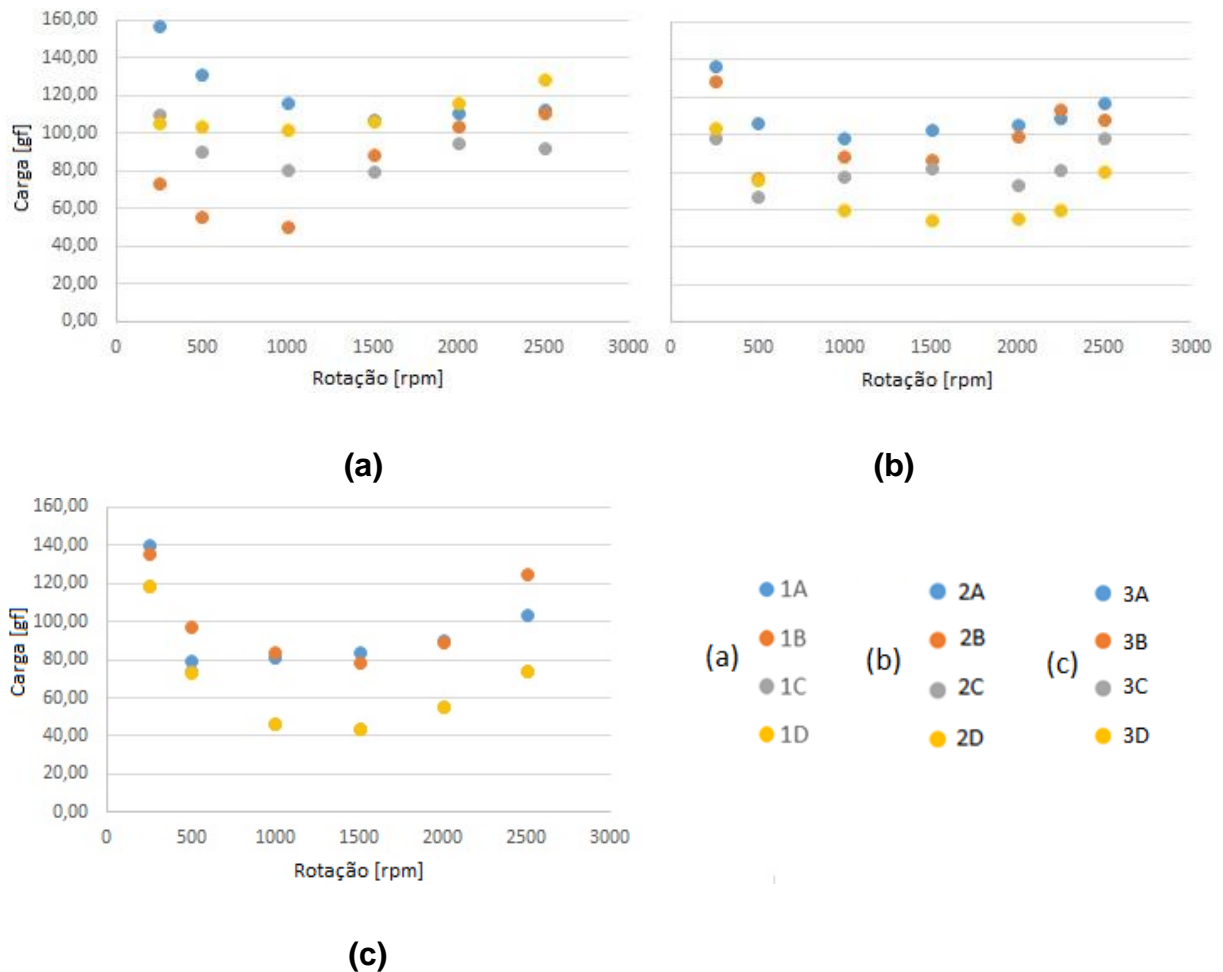 160,00
140,00
120,00
100,00
80,00
60,00
40,00
20,00
0,00
Carga [gf]
0 500 1000 1500 2000 2500 3000
Rotação [rpm]
(a)
0 500 1000 1500 2000 2500 3000
Rotação [rpm]
(b)
160,00
140,00
120,00
100,00
80,00
60,00
40,00
20,00
0,00
Carga [gf]
0 500 1000 1500 2000 2500 3000
Rotação [rpm]
(c)
(a)
1A
1B
1C
1D
(b)
2A
2B
2C
2D
(c)
3A
3B
3C
3D